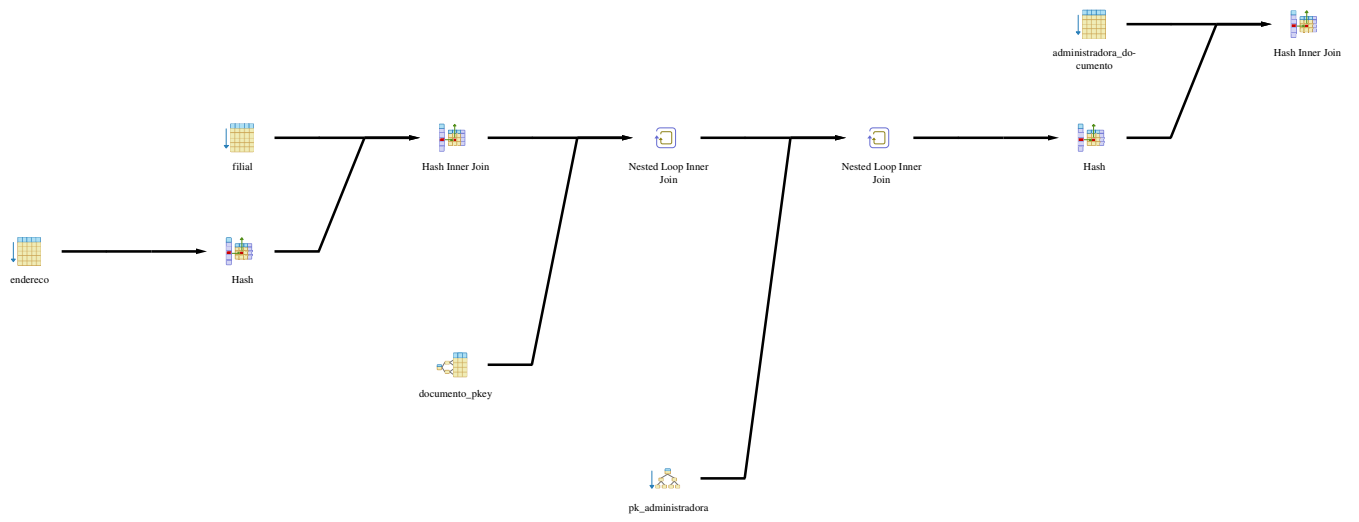 administradora_do-
cumento
Hash Inner Join
filial
Hash Inner Join
Nested Loop Inner
Join
Nested Loop Inner
Join
Hash
endereco
Hash
documento_pkey
pk_administradora